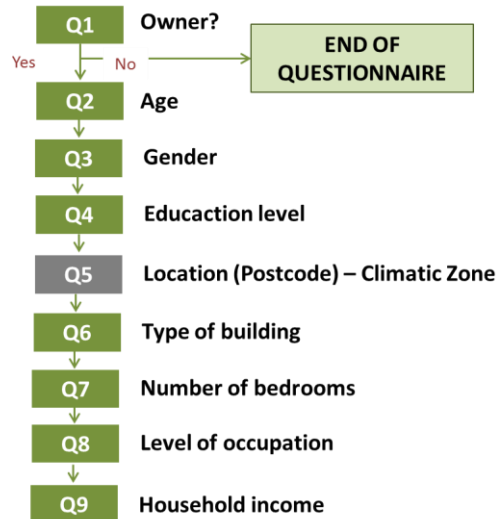 Q1 Owner?
Yes No
END OF
QUESTIONNAIRE
Q2 Age
Q3 Gender
Q4 Educaction level
Q5 Location (Postcode) – Climatic Zone
Q6 Type of building
Q7 Number of bedrooms
Q8 Level of occupation
Q9 Household income